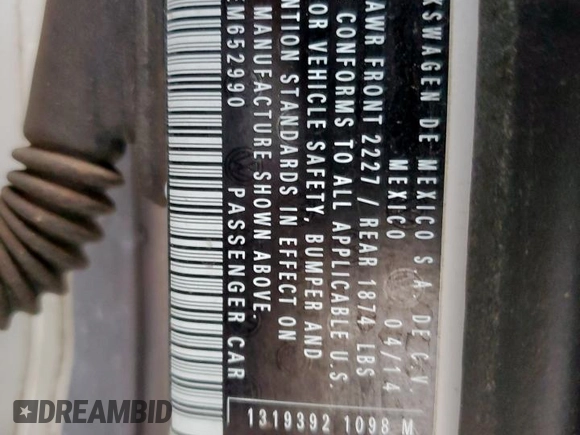 KSWAGEN DE MEXICO S.A. DE C.V.
MEXICO 04/14
AWR FRONT 2227 / REAR 1874 LBS
CONFORMS TO ALL APPLICABLE U.S.
OR VEHICLE SAFETY, BUMPER AND
NTION STANDARDS IN EFFECT ON
MANUFACTURE SHOWN ABOVE.
EM652990 PASSENGER CAR
1319392 1098 M
DREAMBID